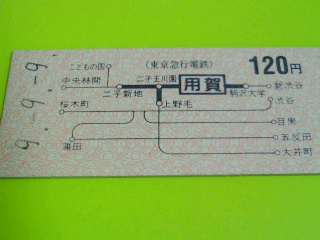 9.-9.-9
(東京急行電鉄)
120円
こどもの国
中央林間
二子玉川園
用賀
新渋谷
二子新地
駒沢大学
桜木町
上野毛
渋谷
目黒
蒲田
五反田
大井町